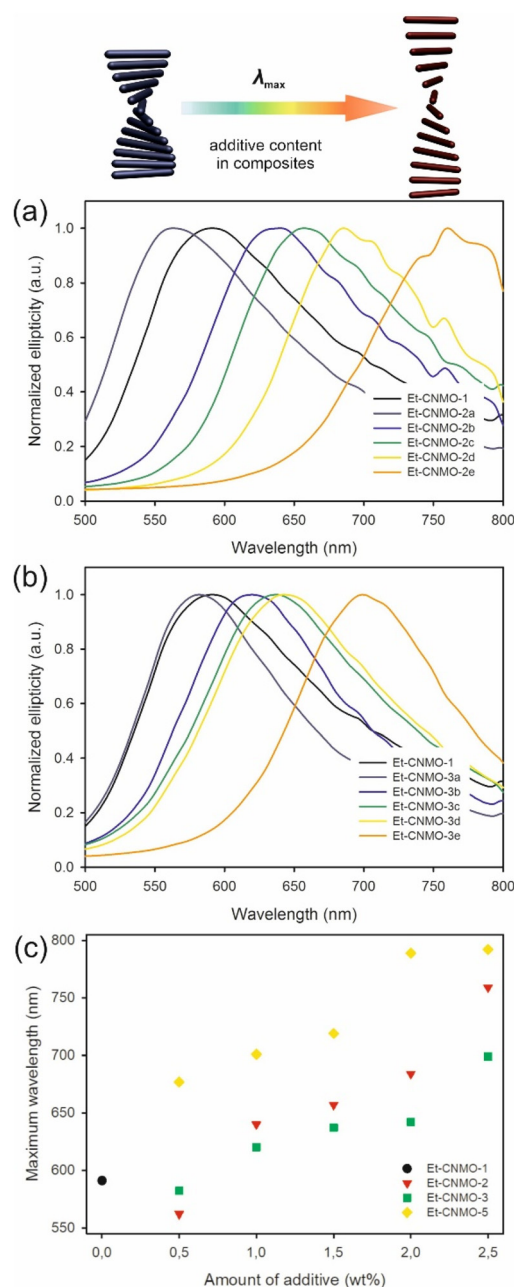 λmax
additive content
in composites
(a)
Normalized ellipticity (a.u.)
1.0
0.8
0.6
0.4
0.2
0.0
Et-CNMO-1
Et-CNMO-2a
Et-CNMO-2b
Et-CNMO-2c
Et-CNMO-2d
Et-CNMO-2e
500 550 600 650 700 750 800
Wavelength (nm)
(b)
Normalized ellipticity (a.u.)
1.0
0.8
0.6
0.4
0.2
0.0
Et-CNMO-1
Et-CNMO-3a
Et-CNMO-3b
Et-CNMO-3c
Et-CNMO-3d
Et-CNMO-3e
500 550 600 650 700 750 800
Wavelength (nm)
(c)
Maximum wavelength (nm)
800
750
700
650
600
550
Et-CNMO-1
Et-CNMO-2
Et-CNMO-3
Et-CNMO-5
0,0 0,5 1,0 1,5 2,0 2,5
Amount of additive (wt%)